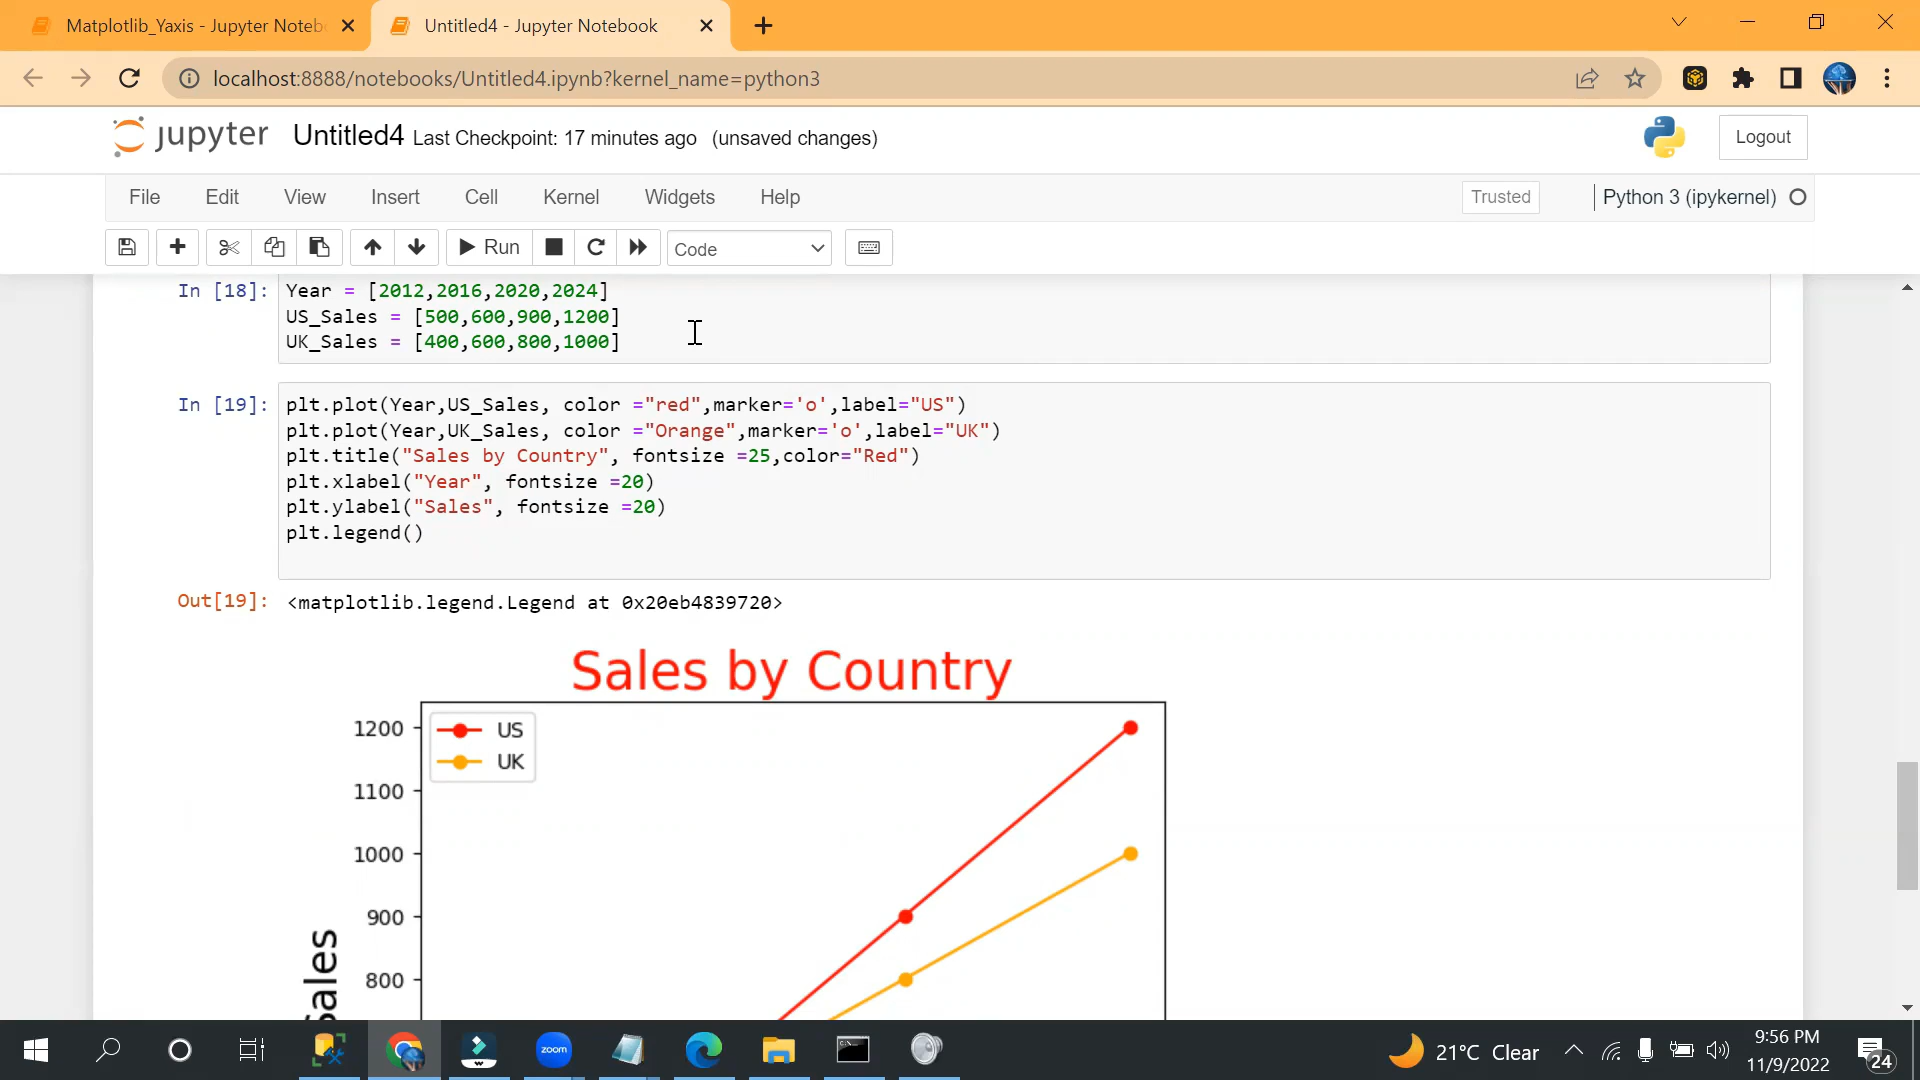 Matplotlib_Yaxis - Jupyter Noteb
Untitled4 - Jupyter Notebook
localhost:8888/notebooks/Untitled4.ipynb?kernel_name=python3
jupyter Untitled4 Last Checkpoint: 17 minutes ago (unsaved changes)
Logout
File Edit View Insert Cell Kernel Widgets Help
Trusted
Python 3 (ipykernel)
Run
Code
In [18]:
Year = [2012,2016,2020,2024]
US_Sales = [500,600,900,1200]
UK_Sales = [400,600,800,1000]
In [19]:
plt.plot(Year,US_Sales, color ="red",marker='o',label="US")
plt.plot(Year,UK_Sales, color ="Orange",marker='o',label="UK")
plt.title("Sales by Country", fontsize =25,color="Red")
plt.xlabel("Year", fontsize =20)
plt.ylabel("Sales", fontsize =20)
plt.legend()
Out[19]: <matplotlib.legend.Legend at 0x20eb4839720>
Sales by Country
US
UK
1200
1100
1000
900
800
Sales
zoom
21°C Clear
9:56 PM
11/9/2022
24